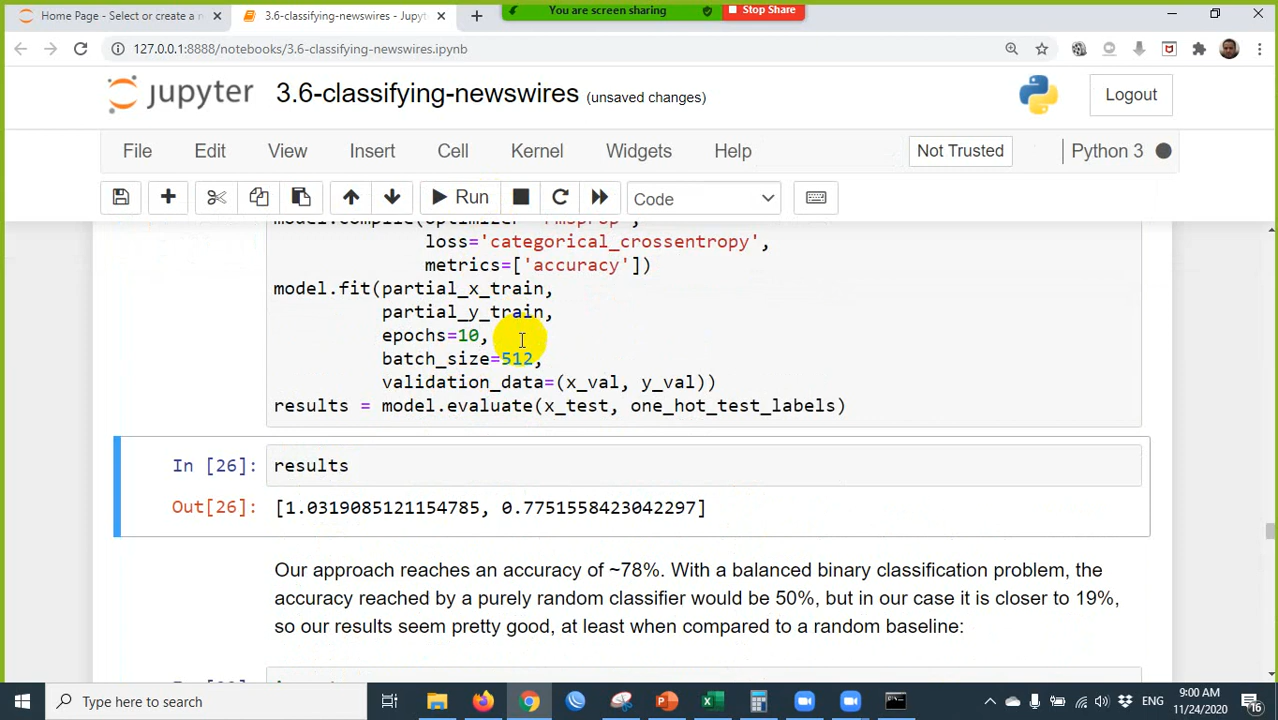 Home Page - Select or create a n
3.6-classifying-newswires - Jupyt
You are screen sharing
Stop Share
127.0.0.1:8888/notebooks/3.6-classifying-newswires.ipynb
jupyter
3.6-classifying-newswires (unsaved changes)
Logout
File Edit View Insert Cell Kernel Widgets Help
Not Trusted
Python 3
Run
Code
model.compile(optimizer='rmsprop',
loss='categorical_crossentropy',
metrics=['accuracy'])
model.fit(partial_x_train,
partial_y_train,
epochs=10,
batch_size=512,
validation_data=(x_val, y_val))
results = model.evaluate(x_test, one_hot_test_labels)
In [26]: results
Out[26]: [1.0319085121154785, 0.7751558423042297]
Our approach reaches an accuracy of ~78%. With a balanced binary classification problem, the
accuracy reached by a purely random classifier would be 50%, but in our case it is closer to 19%,
so our results seem pretty good, at least when compared to a random baseline:
Type here to search
ENG
9:00 AM
11/24/2020
16